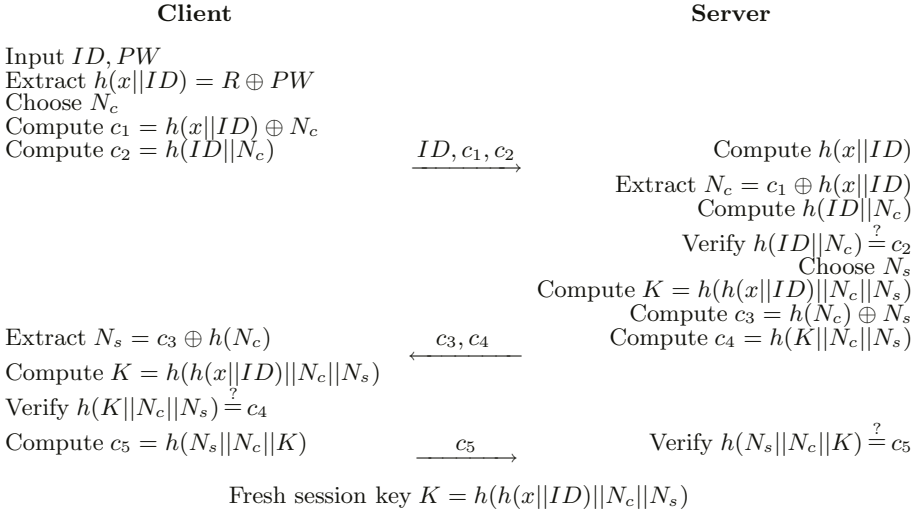 Client Server
Input ID, PW
Extract h(x||ID) = R ⊕ PW
Choose N_c
Compute c_1 = h(x||ID) ⊕ N_c
Compute c_2 = h(ID||N_c) ID, c_1, c_2 Compute h(x||ID)
Extract N_c = c_1 ⊕ h(x||ID)
Compute h(ID||N_c)
Verify h(ID||N_c) ≟ c_2
Choose N_s
Compute K = h(h(x||ID)||N_c||N_s)
Compute c_3 = h(N_c) ⊕ N_s
Extract N_s = c_3 ⊕ h(N_c) c_3, c_4 Compute c_4 = h(K||N_c||N_s)
Compute K = h(h(x||ID)||N_c||N_s)
Verify h(K||N_c||N_s) ≟ c_4
Compute c_5 = h(N_s||N_c||K) c_5 Verify h(N_s||N_c||K) ≟ c_5
Fresh session key K = h(h(x||ID)||N_c||N_s)